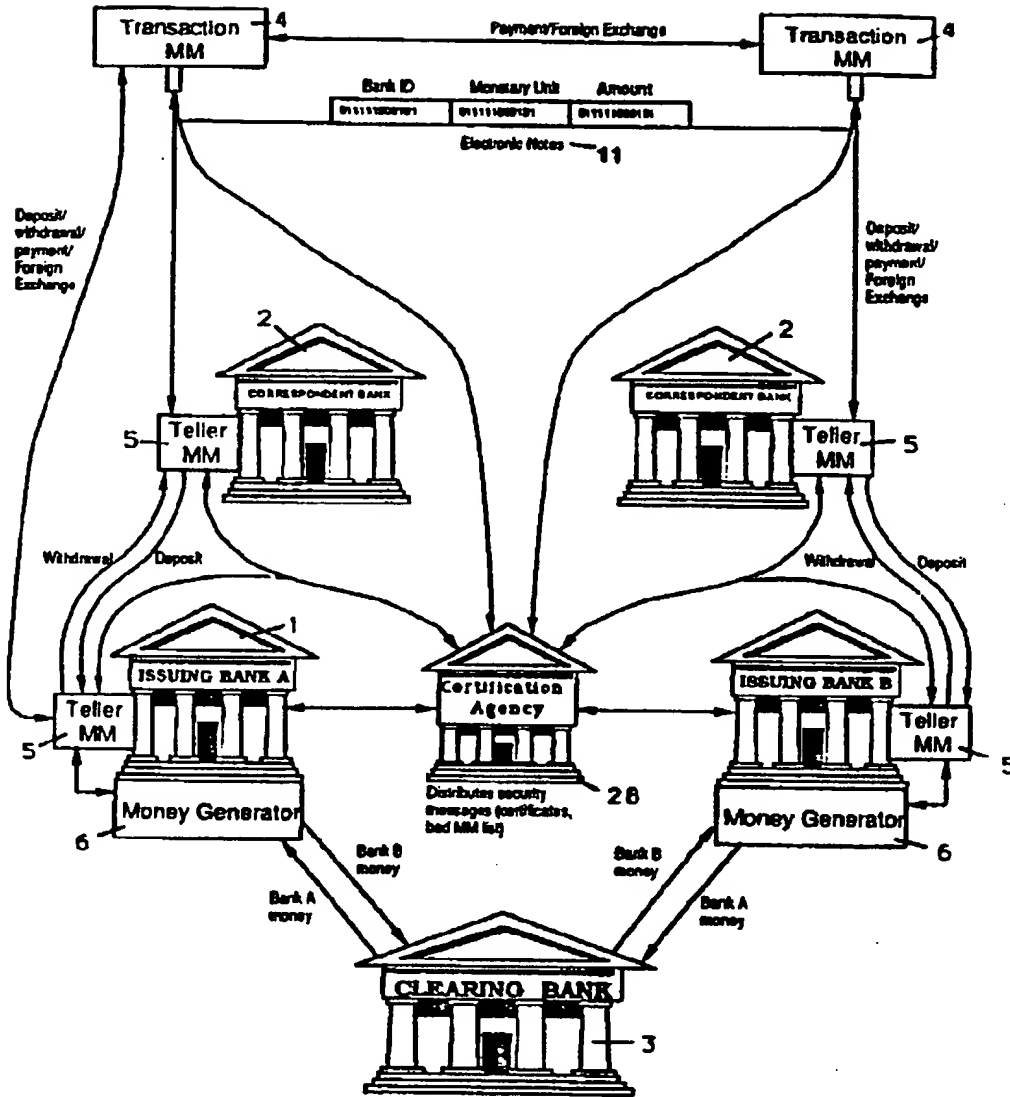 Transaction
MM
4
Payment/Foreign Exchange
Transaction
MM
4
Bank ID
Monetary Unit
Amount
Electronic Notes
11
Deposit/
withdrawal/
payment/
Foreign
Exchange
Deposit/
withdrawal/
payment/
Foreign
Exchange
2
CORRESPONDENT BANK
2
CORRESPONDENT BANK
5
Teller
MM
Teller
MM
5
Withdrawal
Deposit
Withdrawal
Deposit
1
ISSUING BANK A
Certification
Agency
ISSUING BANK B
Teller
MM
5
Teller
MM
5
Money Generator
6
Distributes security
messages (certificates,
bad MM list)
28
Money Generator
6
Bank B
money
Bank A
money
Bank B
money
Bank A
money
CLEARING BANK
3